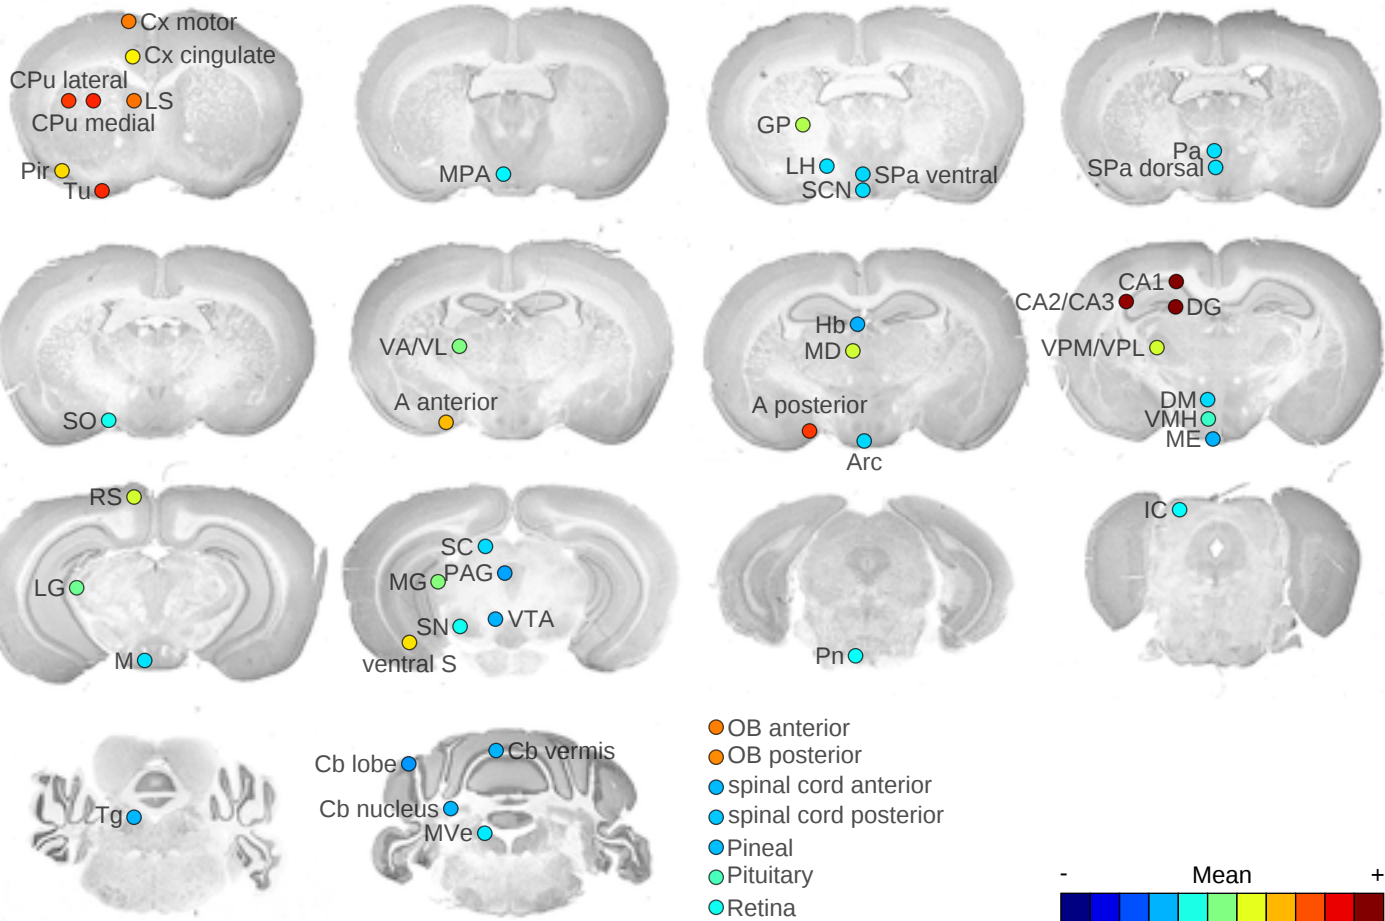 Cx motor
Cx cingulate
CPu lateral
LS
CPu medial
Pir
Tu
MPA
GP
LH
SPa ventral
SCN
Pa
SPa dorsal
SO
VA/VL
A anterior
Hb
MD
A posterior
Arc
CA1
CA2/CA3
DG
VPM/VPL
DM
VMH
ME
RS
LG
M
SC
PAG
MG
VTA
SN
ventral S
Pn
IC
Tg
Cb vermis
Cb lobe
Cb nucleus
MVe
OB anterior
OB posterior
spinal cord anterior
spinal cord posterior
Pineal
Pituitary
Retina
- Mean +